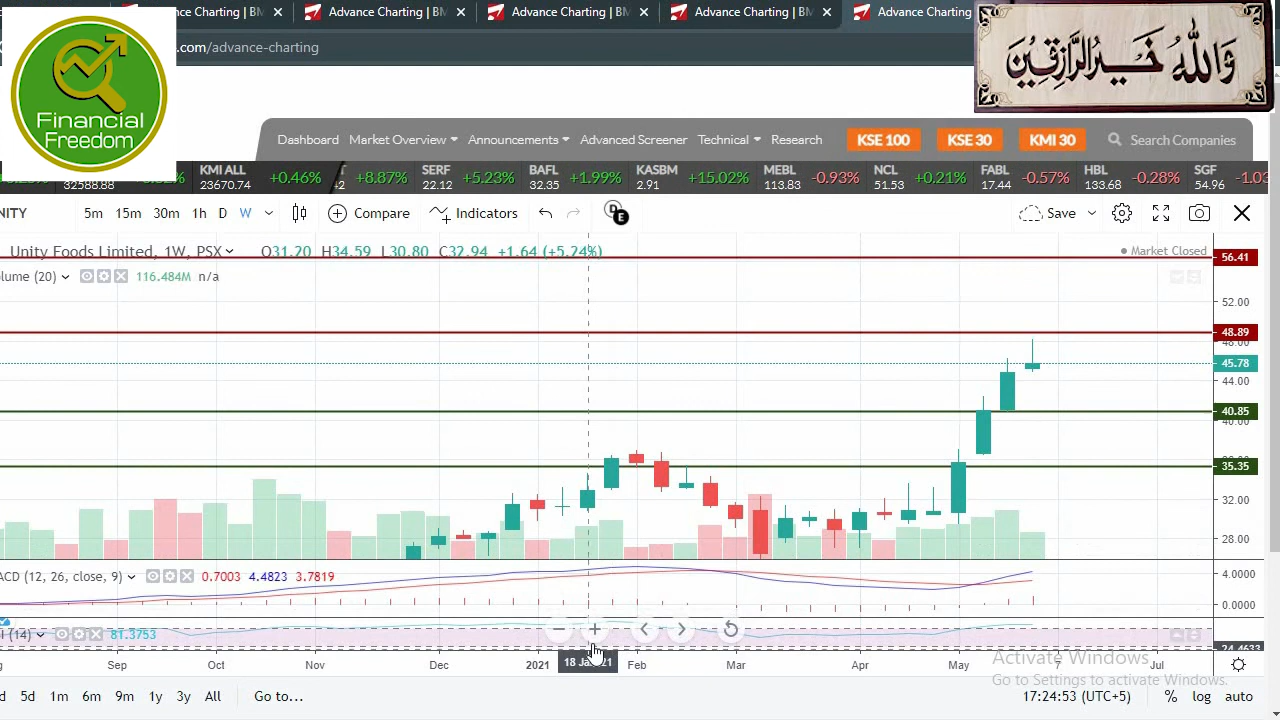 Advance Charting | BM
Advance Charting | BM
Advance Charting | BM
Advance Charting
.com/advance-charting
وَاللّٰهُ خَيْرُ الرَّازِقِيْنَ
Financial
Freedom
Dashboard Market Overview Announcements Advanced Screener Technical Research KSE 100 KSE 30 KMI 30 Search Companies
KMI ALL SERF BAFL KASBM MEBL NCL FABL HBL SGF
32588.88 23670.74 +0.46% +8.87% 22.12 +5.23% 32.35 +1.99% 2.91 +15.02% 113.83 -0.93% 51.53 +0.21% 17.44 -0.57% 133.68 -0.28% 54.96
5m 15m 30m 1h D W Compare Indicators D E Save
Unity Foods Limited, 1W, PSX O31.20 H34.59 L30.80 C32.94 +1.64 (+5.24%) Market Closed
(20) 116.484M n/a
56.41
52.00
48.89
45.78
44.00
40.85
40.00
35.35
32.00
28.00
(12, 26, close, 9) 0.7003 4.4823 3.7819
4.0000
0.0000
(14) 81.3753
Sep Oct Nov Dec 2021 18 Jan '21 Feb Mar Apr May 7 Jul
Activate Windows
Go to Settings to activate Windows.
5d 1m 6m 9m 1y 3y All Go to... 17:24:53 (UTC+5) % log auto